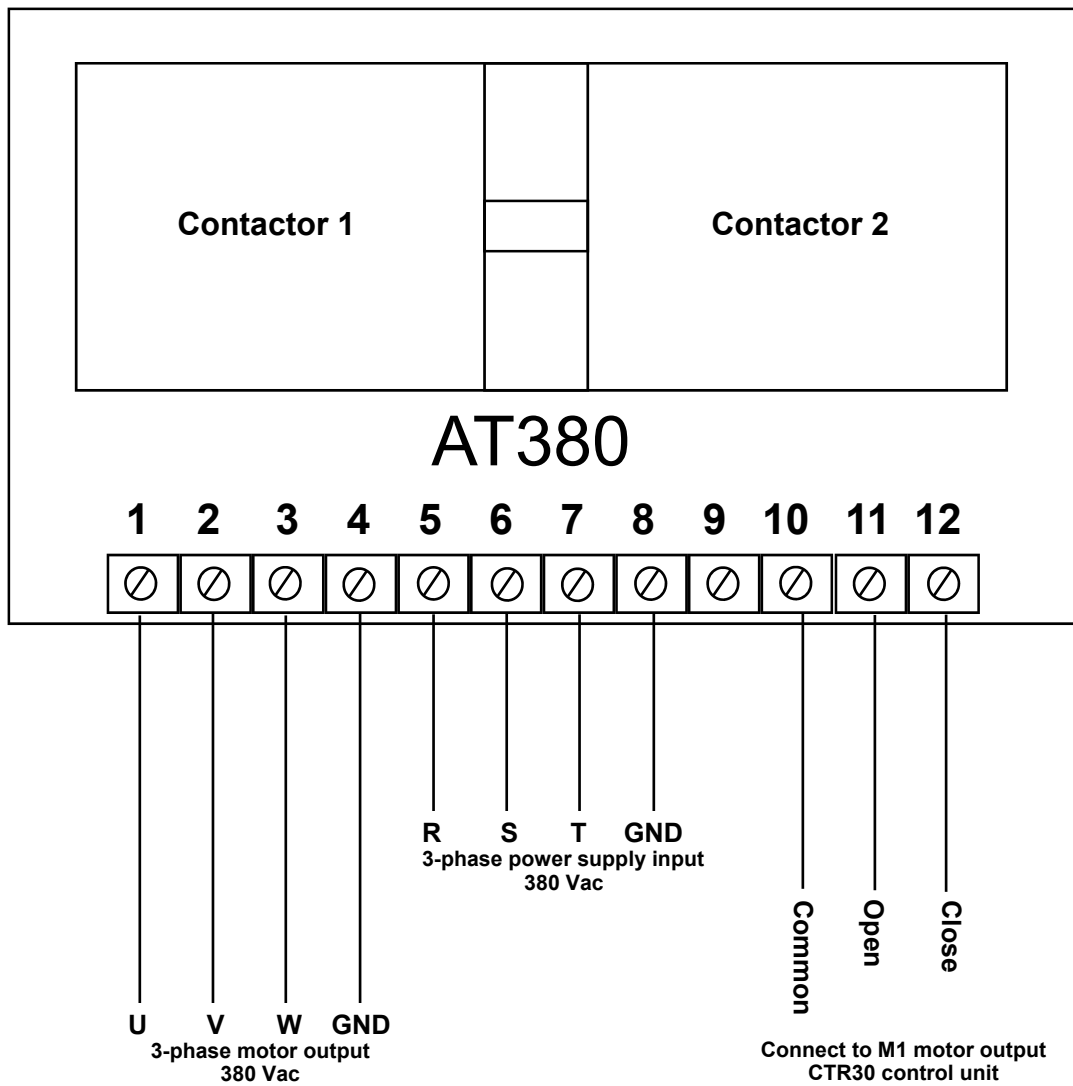 Contactor 1
Contactor 2
AT380
1 2 3 4 5 6 7 8 9 10 11 12
R S T GND
3-phase power supply input
380 Vac
Common
Open
Close
U V W GND
3-phase motor output
380 Vac
Connect to M1 motor output
CTR30 control unit